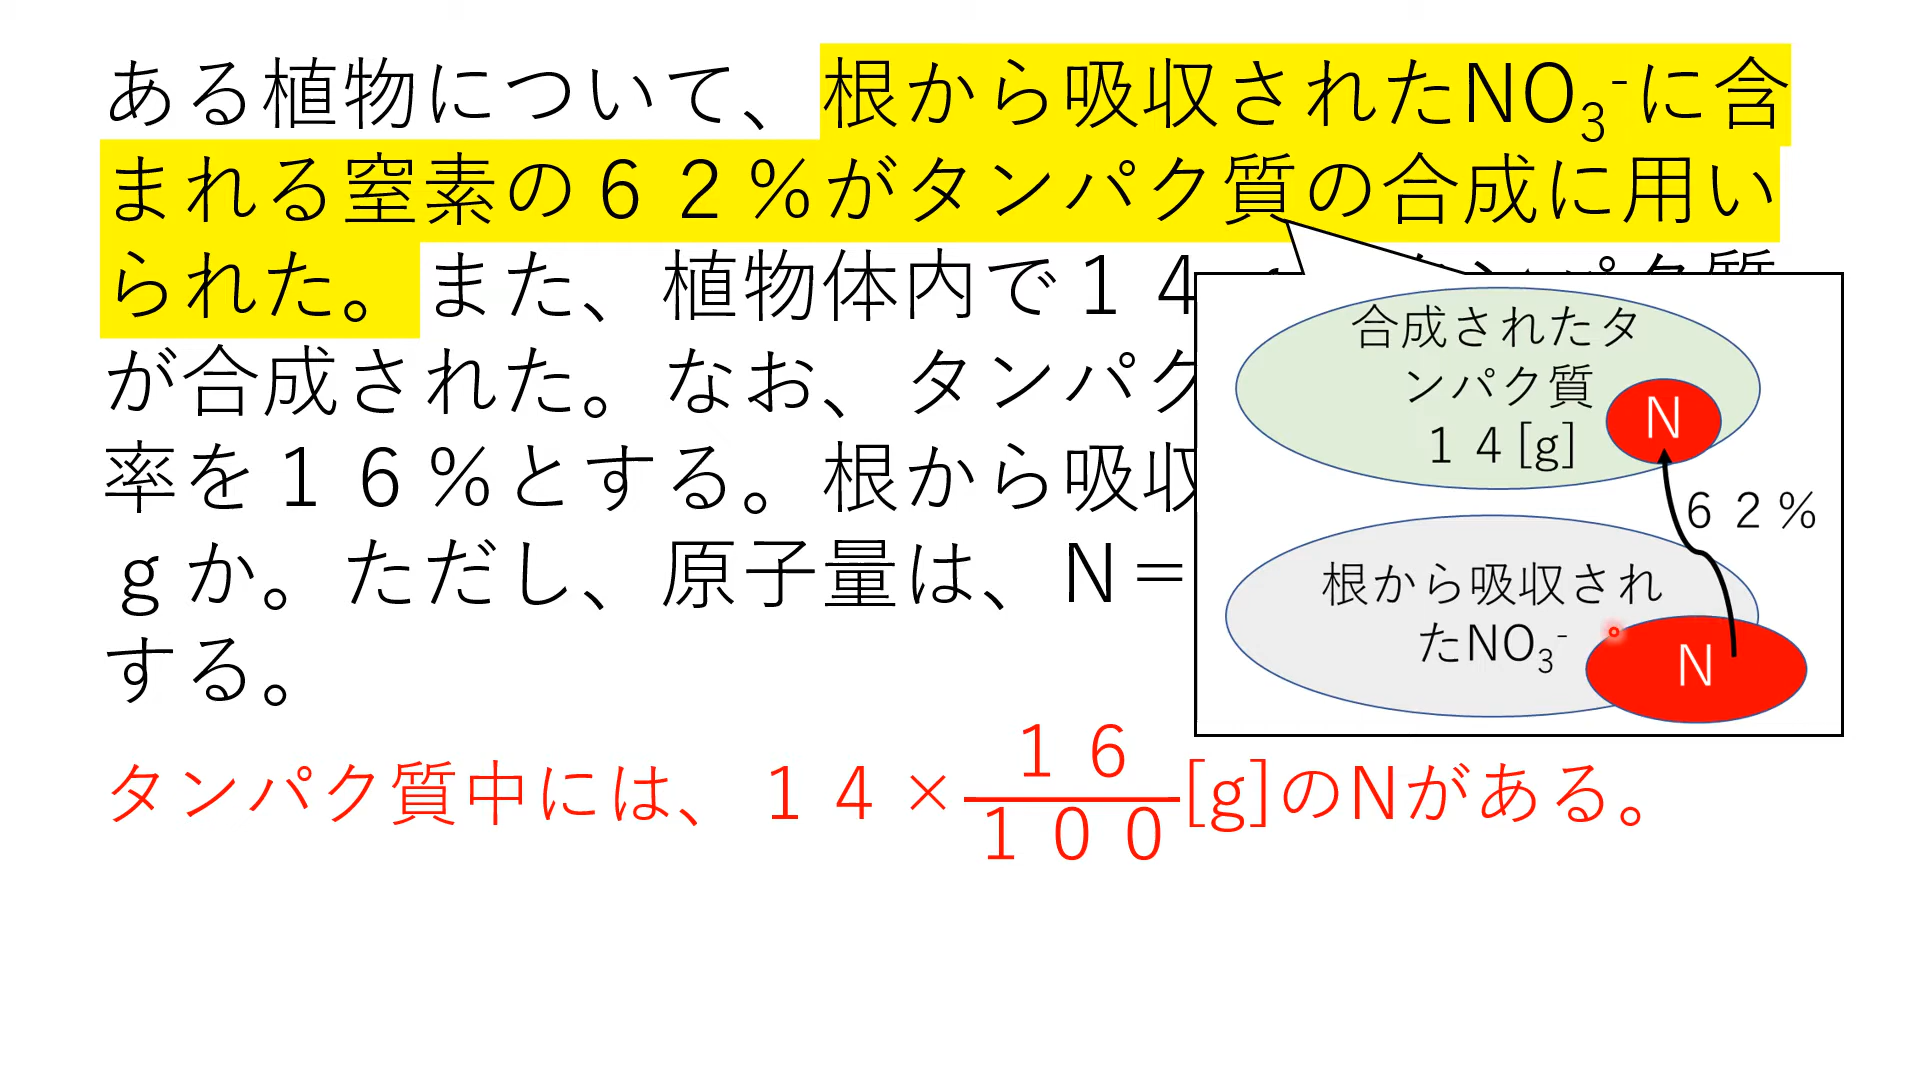 ある植物について、根から吸収されたNO₃⁻に含
まれる窒素の６２％がタンパク質の合成に用い
られた。また、植物体内で１４
が合成された。なお、タンパク
率を１６％とする。根から吸収
ｇか。ただし、原子量は、N＝
する。
合成されたタ
ンパク質
１４[g]
N
６２％
根から吸収され
たNO₃⁻
N
タンパク質中には、１４×１６/１００[g]のNがある。